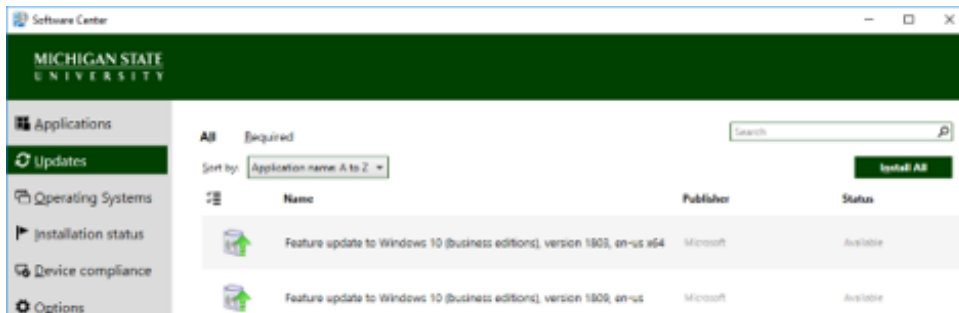 Software Center
MICHIGAN STATE
UNIVERSITY
Applications
Updates
Operating Systems
Installation status
Device compliance
Options
All Required
Search
Sort by: Application name: A to Z
Install All
Name Publisher Status
Feature update to Windows 10 (business editions), version 1803, en-us x64 Microsoft Available
Feature update to Windows 10 (business editions), version 1809, en-us Microsoft Available